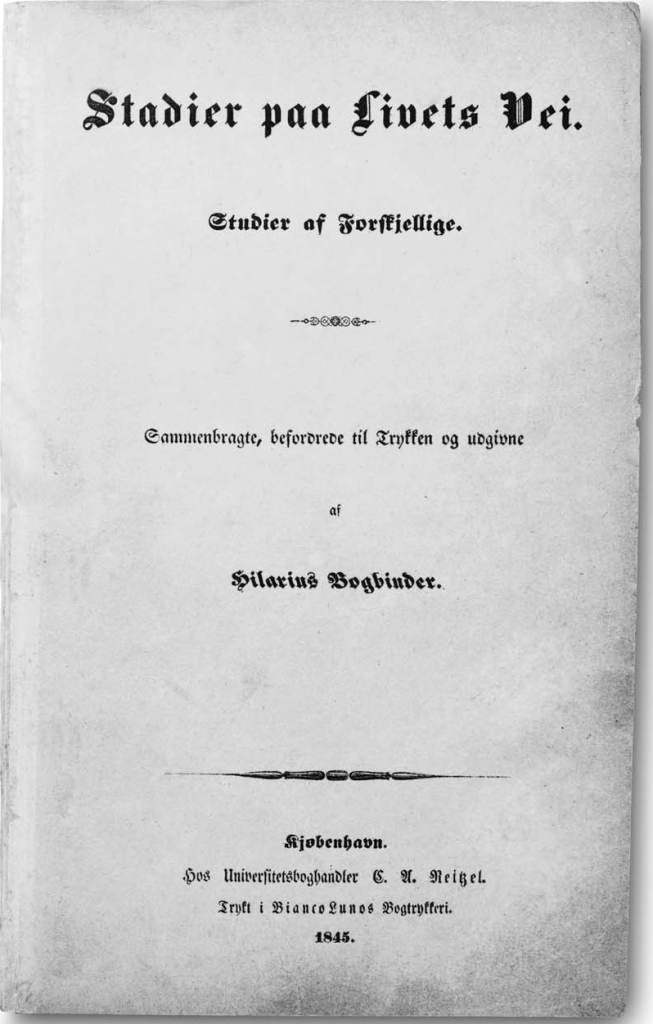 Stadier paa Livets Vei.
Studier af Forskjellige.
Sammenbragte, befordrede til Trykken og udgivne
af
Hilarius Bogbinder.
Kjøbenhavn.
Hos Universitetsboghandler C. A. Reitzel.
Trykt i Bianco Lunos Bogtrykkeri.
1845.